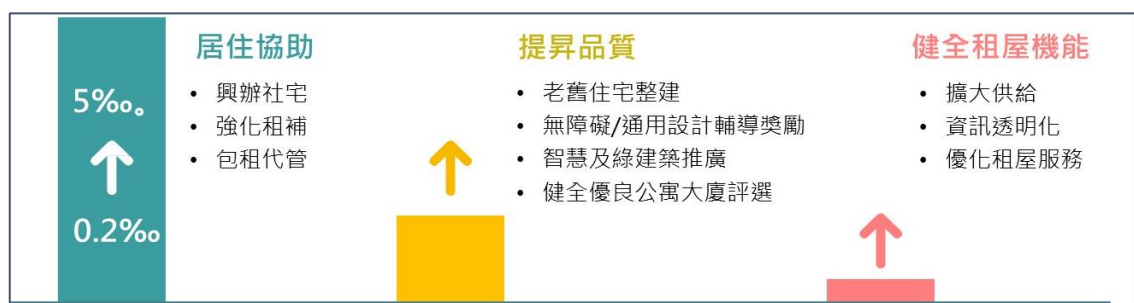 5‰。
0.2‰
居住協助
• 興辦社宅
• 強化租補
• 包租代管
提昇品質
• 老舊住宅整建
• 無障礙/通用設計輔導獎勵
• 智慧及綠建築推廣
• 健全優良公寓大廈評選
健全租屋機能
• 擴大供給
• 資訊透明化
• 優化租屋服務